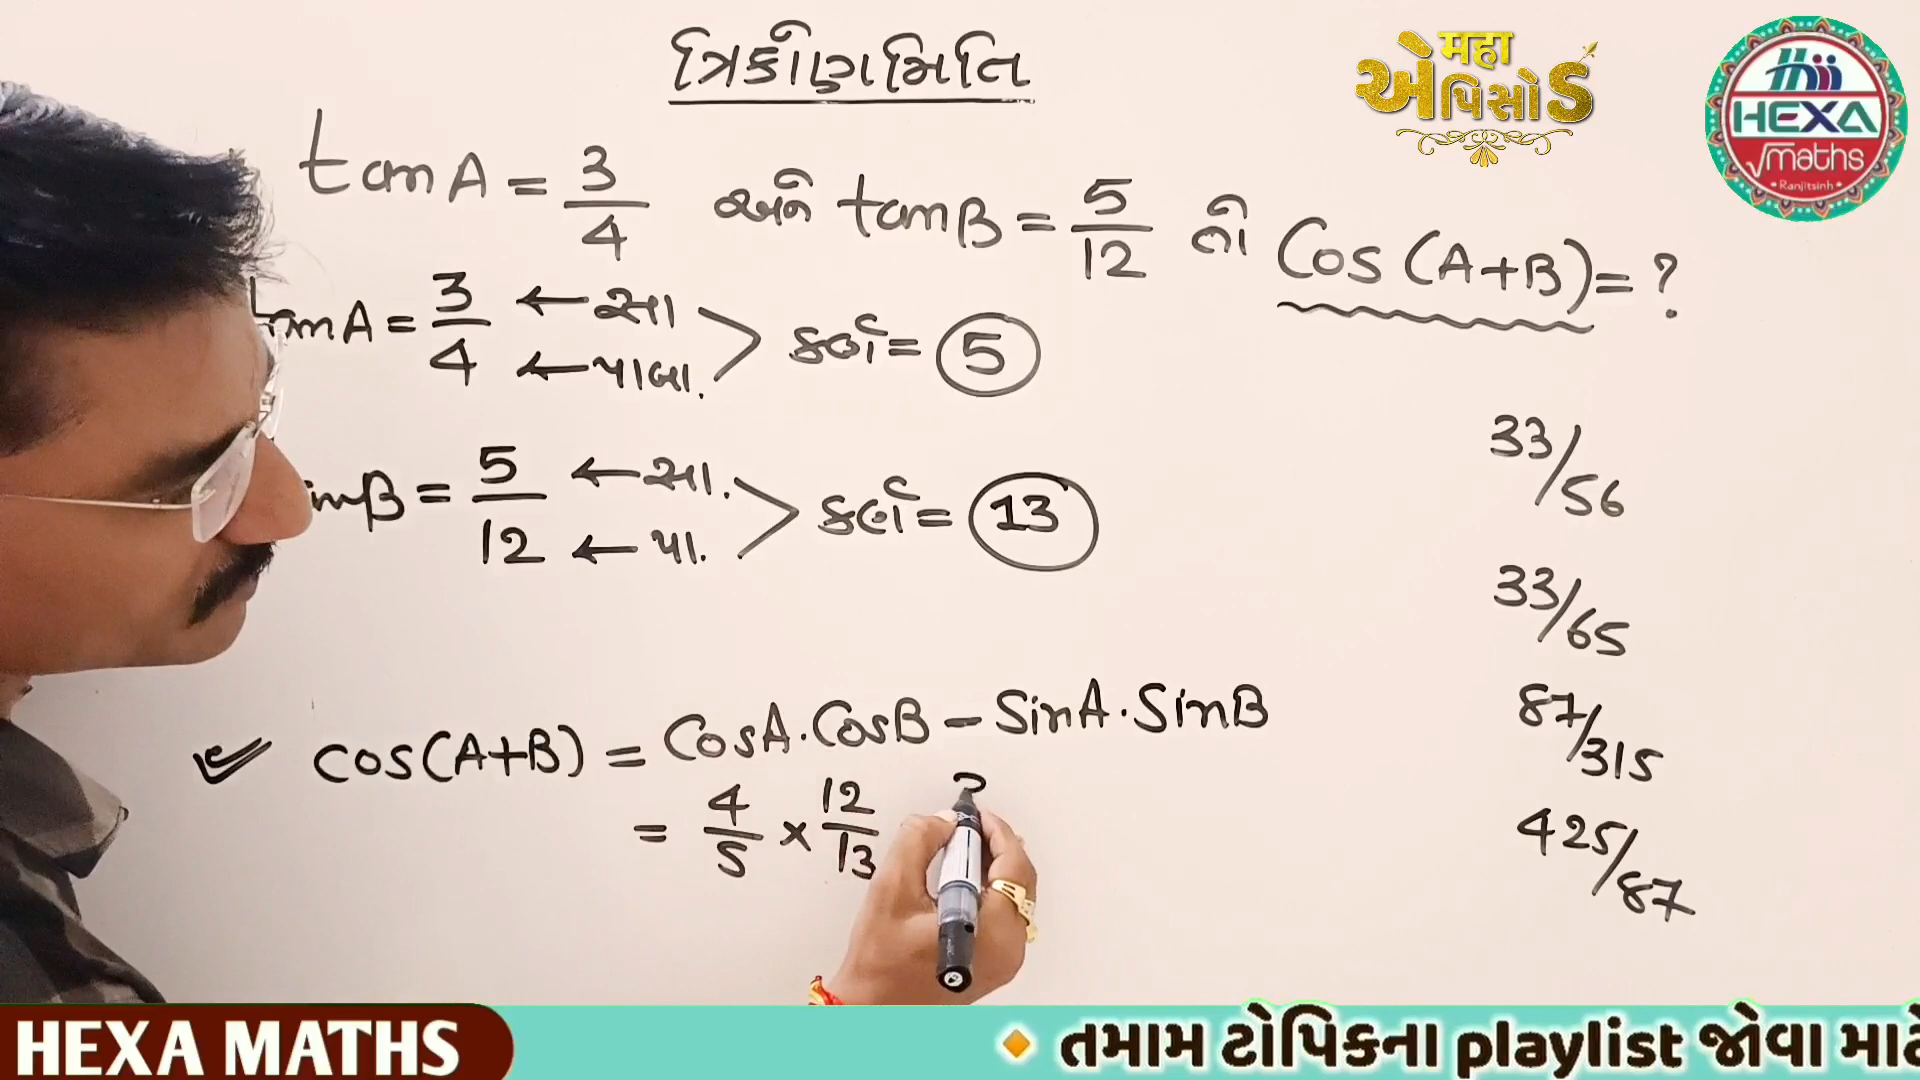 ત્રિકોણમિતિ
મહા
એપિસોડ
HEXA
√maths
Ranjitsinh
tanA = 3/4 અને tanB = 5/12 તો Cos(A+B) = ?
tanA = 3/4 ← સા ← પાબા. > કર્ણ = 5
inB = 5/12 ← સા. ← પા. > કર્ણ = 13
33/56
33/65
87/315
425/87
cos(A+B) = CosA.CosB - SinA.SinB
= 4/5 × 12/13
HEXA MATHS
તમામ ટોપિકના playlist જોવા માટે